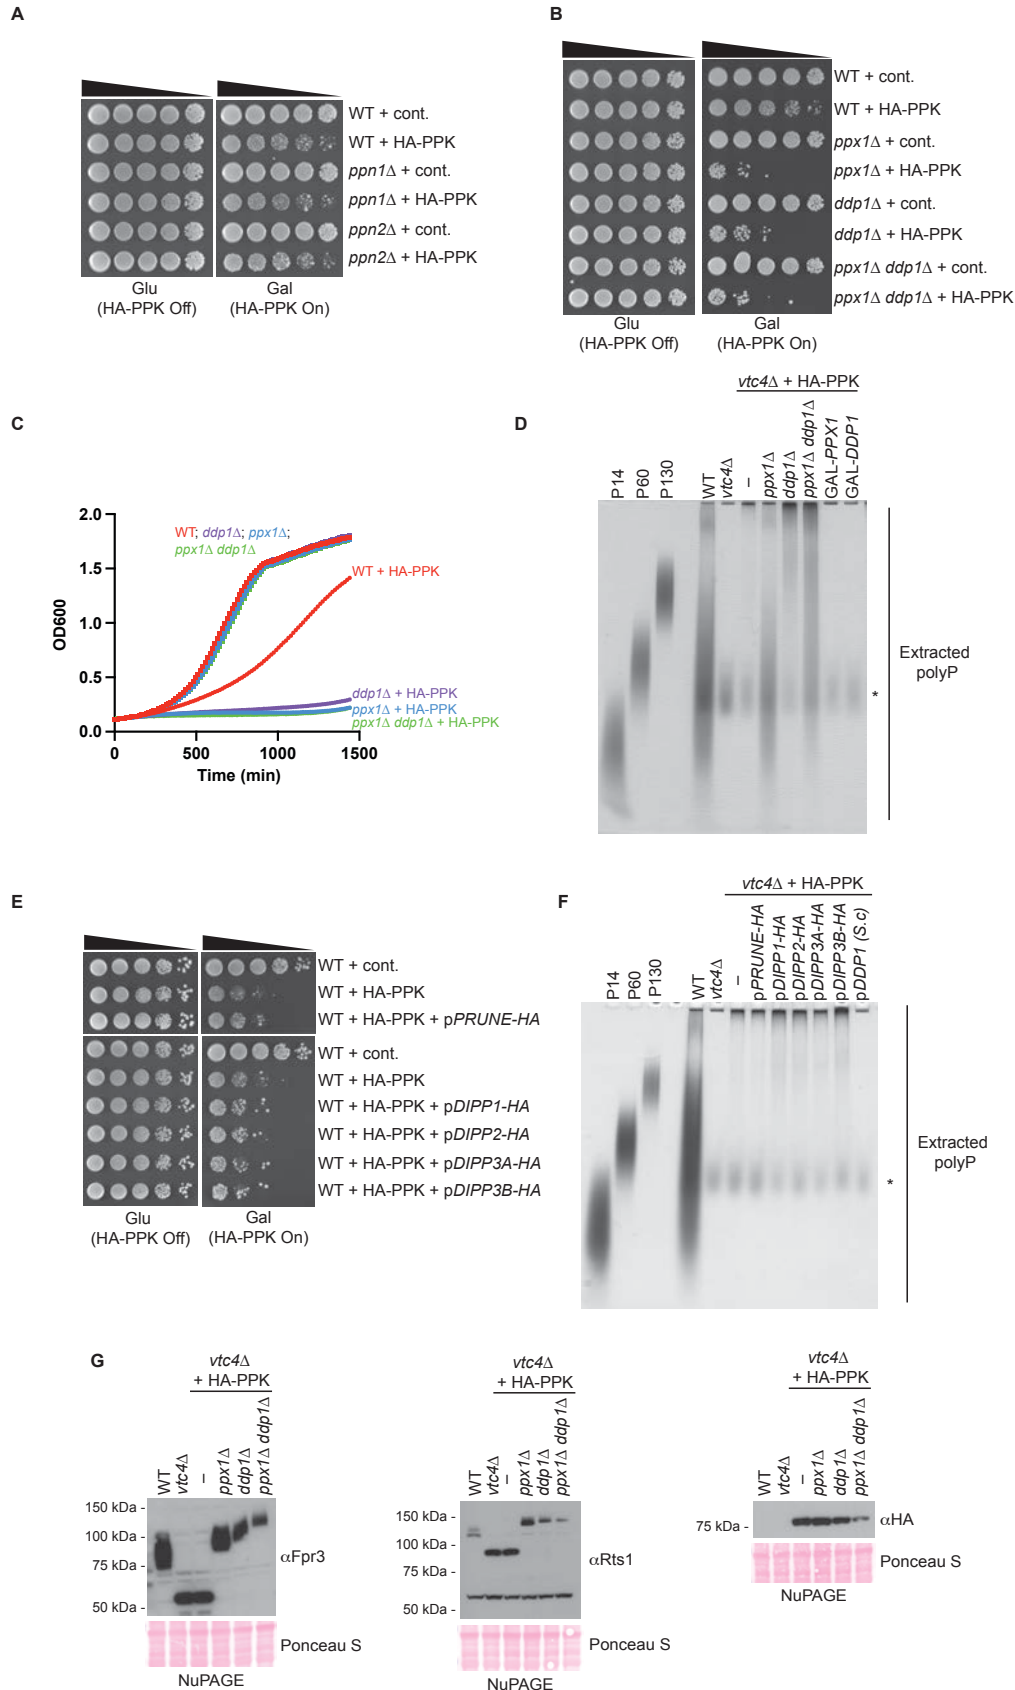 A
WT + cont.
WT + HA-PPK
ppn1Δ + cont.
ppn1Δ + HA-PPK
ppn2Δ + cont.
ppn2Δ + HA-PPK
Glu
(HA-PPK Off)
Gal
(HA-PPK On)
B
WT + cont.
WT + HA-PPK
ppx1Δ + cont.
ppx1Δ + HA-PPK
ddp1Δ + cont.
ddp1Δ + HA-PPK
ppx1Δ ddp1Δ + cont.
ppx1Δ ddp1Δ + HA-PPK
Glu
(HA-PPK Off)
Gal
(HA-PPK On)
C
2.0
1.5
1.0
0.5
0.0
OD600
0
500
1000
1500
Time (min)
WT; ddp1Δ; ppx1Δ;
ppx1Δ ddp1Δ
WT + HA-PPK
ddp1Δ + HA-PPK
ppx1Δ + HA-PPK
ppx1Δ ddp1Δ + HA-PPK
D
vtc4Δ + HA-PPK
P14
P60
P130
WT
vtc4Δ
–
ppx1Δ
ddp1Δ
ppx1Δ ddp1Δ
GAL-PPX1
GAL-DDP1
*
Extracted
polyP
E
WT + cont.
WT + HA-PPK
WT + HA-PPK + pPRUNE-HA
WT + cont.
WT + HA-PPK
WT + HA-PPK + pDIPP1-HA
WT + HA-PPK + pDIPP2-HA
WT + HA-PPK + pDIPP3A-HA
WT + HA-PPK + pDIPP3B-HA
Glu
(HA-PPK Off)
Gal
(HA-PPK On)
F
vtc4Δ + HA-PPK
P14
P60
P130
WT
vtc4Δ
–
pPRUNE-HA
pDIPP1-HA
pDIPP2-HA
pDIPP3A-HA
pDIPP3B-HA
pDDP1 (S.c)
*
Extracted
polyP
G
vtc4Δ
+ HA-PPK
WT
vtc4Δ
–
ppx1Δ
ddp1Δ
ppx1Δ ddp1Δ
150 kDa -
100 kDa -
75 kDa -
50 kDa -
αFpr3
Ponceau S
NuPAGE
vtc4Δ
+ HA-PPK
WT
vtc4Δ
–
ppx1Δ
ddp1Δ
ppx1Δ ddp1Δ
150 kDa -
100 kDa -
75 kDa -
50 kDa -
αRts1
Ponceau S
NuPAGE
vtc4Δ
+ HA-PPK
WT
vtc4Δ
–
ppx1Δ
ddp1Δ
ppx1Δ ddp1Δ
75 kDa -
αHA
Ponceau S
NuPAGE